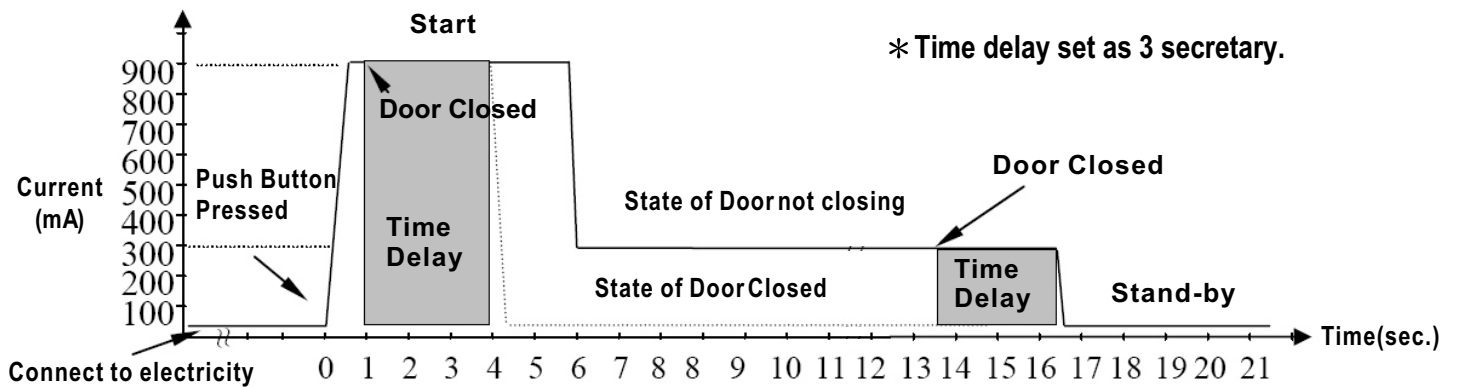 Start
＊Time delay set as 3 secretary.
900
800
700
600
500
400
300
200
100
Current
(mA)
Push Button
Pressed
Door Closed
Time
Delay
State of Door not closing
Door Closed
State of Door Closed
Time
Delay
Stand-by
Time(sec.)
Connect to electricity
0 1 2 3 4 5 6 7 8 8 9 10 11 12 13 14 15 16 17 18 19 20 21